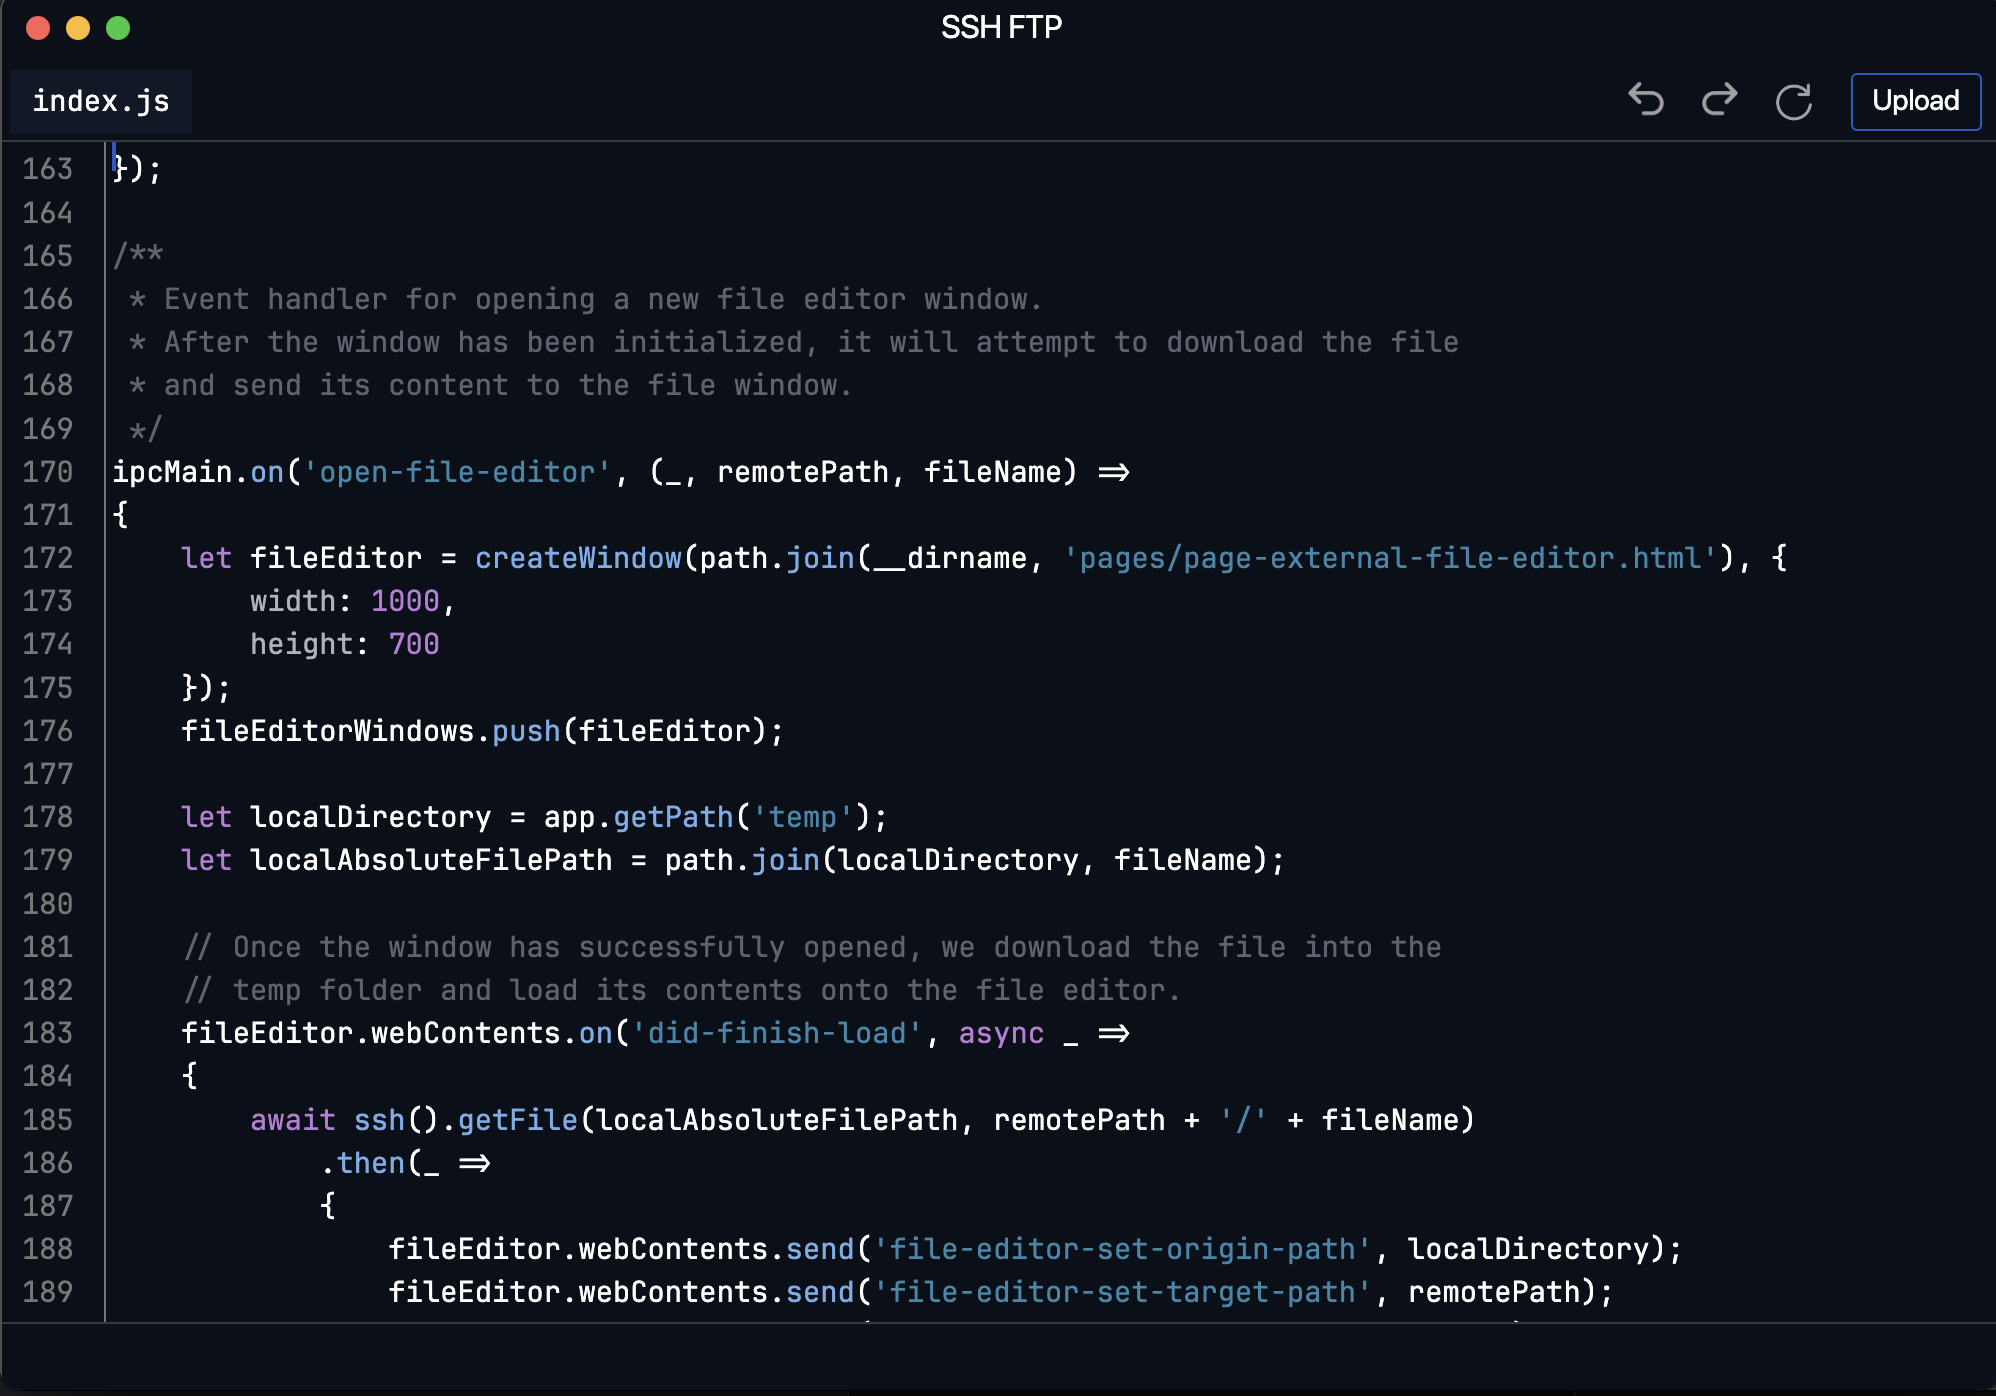 SSH FTP
index.js
Upload
163 });
164
165 /**
166  * Event handler for opening a new file editor window.
167  * After the window has been initialized, it will attempt to download the file
168  * and send its content to the file window.
169  */
170 ipcMain.on('open-file-editor', (_, remotePath, fileName) =>
171 {
172     let fileEditor = createWindow(path.join(__dirname, 'pages/page-external-file-editor.html'), {
173         width: 1000,
174         height: 700
175     });
176     fileEditorWindows.push(fileEditor);
177
178     let localDirectory = app.getPath('temp');
179     let localAbsoluteFilePath = path.join(localDirectory, fileName);
180
181     // Once the window has successfully opened, we download the file into the
182     // temp folder and load its contents onto the file editor.
183     fileEditor.webContents.on('did-finish-load', async _ =>
184     {
185         await ssh().getFile(localAbsoluteFilePath, remotePath + '/' + fileName)
186             .then(_ =>
187             {
188                 fileEditor.webContents.send('file-editor-set-origin-path', localDirectory);
189                 fileEditor.webContents.send('file-editor-set-target-path', remotePath);